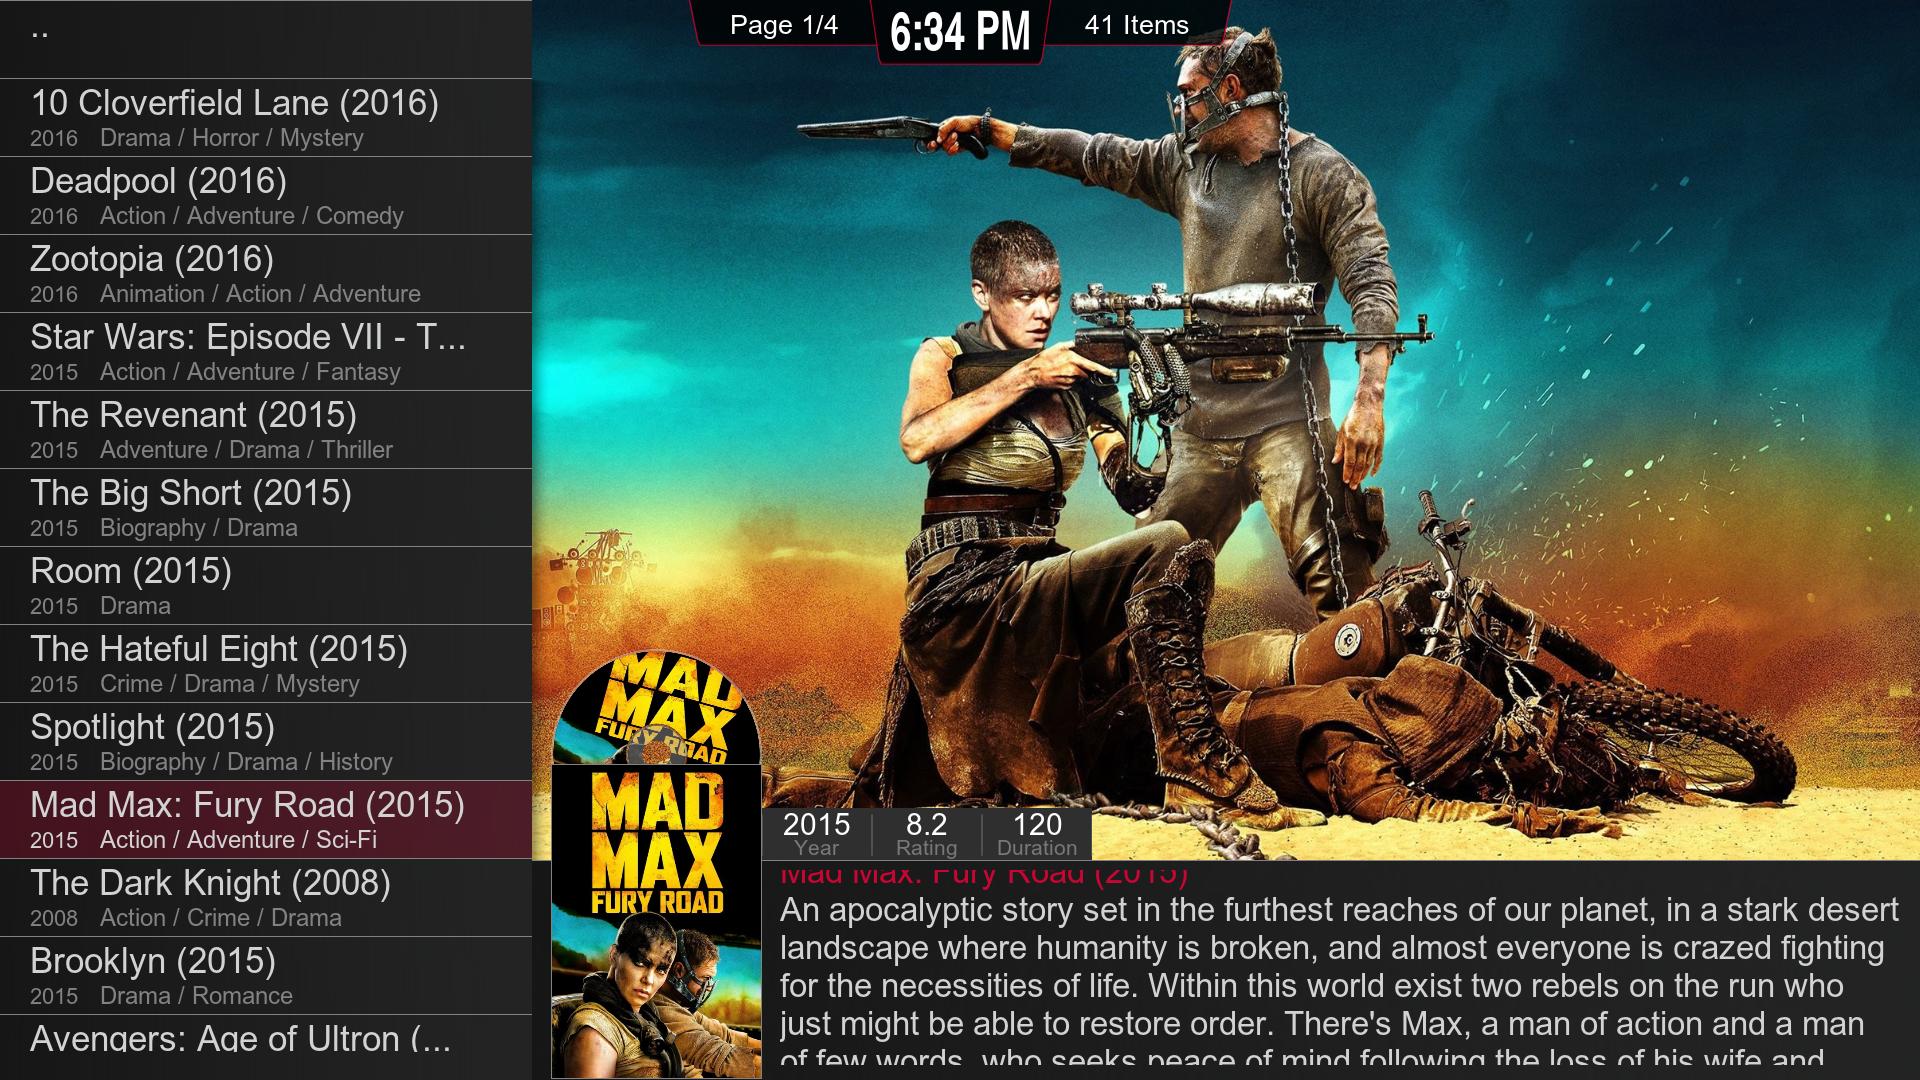 ..
10 Cloverfield Lane (2016)
2016 Drama / Horror / Mystery
Deadpool (2016)
2016 Action / Adventure / Comedy
Zootopia (2016)
2016 Animation / Action / Adventure
Star Wars: Episode VII - T...
2015 Action / Adventure / Fantasy
The Revenant (2015)
2015 Adventure / Drama / Thriller
The Big Short (2015)
2015 Biography / Drama
Room (2015)
2015 Drama
The Hateful Eight (2015)
2015 Crime / Drama / Mystery
Spotlight (2015)
2015 Biography / Drama / History
Mad Max: Fury Road (2015)
2015 Action / Adventure / Sci-Fi
The Dark Knight (2008)
2008 Action / Crime / Drama
Brooklyn (2015)
2015 Drama / Romance
Avengers: Age of Ultron (...
Page 1/4
6:34 PM
41 Items
MAD
MAX
FURY ROAD
MAD
MAX
FURY ROAD
2015 8.2 120
Year Rating Duration
Mad Max: Fury Road (2015)
An apocalyptic story set in the furthest reaches of our planet, in a stark desert
landscape where humanity is broken, and almost everyone is crazed fighting
for the necessities of life. Within this world exist two rebels on the run who
just might be able to restore order. There's Max, a man of action and a man
of few words, who seeks peace of mind following the loss of his wife and